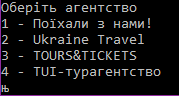 Оберіть агентство
1 - Поїхали з нами!
2 - Ukraine Travel
3 - TOURS&TICKETS
4 - TUI-турагентство
њ